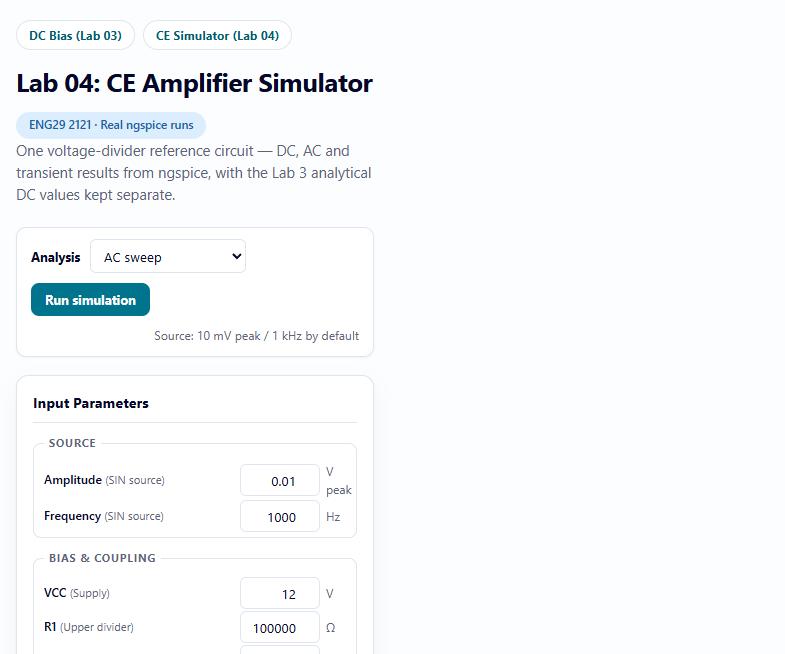 DC Bias (Lab 03) CE Simulator (Lab 04)
Lab 04: CE Amplifier Simulator
ENG29 2121 · Real ngspice runs
One voltage-divider reference circuit — DC, AC and
transient results from ngspice, with the Lab 3 analytical
DC values kept separate.
Analysis AC sweep
Run simulation
Source: 10 mV peak / 1 kHz by default
Input Parameters
SOURCE
Amplitude (SIN source) 0.01 V peak
Frequency (SIN source) 1000 Hz
BIAS & COUPLING
VCC (Supply) 12 V
R1 (Upper divider) 100000 Ω